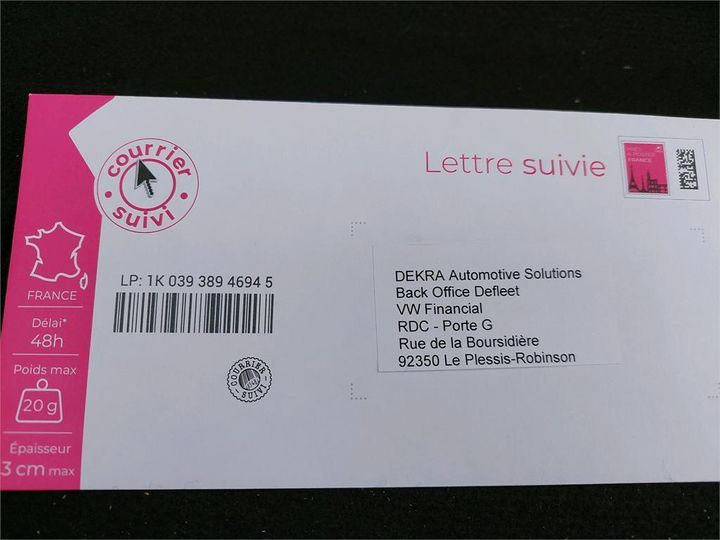 courrier
suivi
Lettre suivie
FRANCE
LP: 1K 039 389 4694 5
DEKRA Automotive Solutions
Back Office Defleet
VW Financial
RDC - Porte G
Rue de la Boursidière
92350 Le Plessis-Robinson
FRANCE
Délai*
48h
Poids max
20 g
Épaisseur
3 cm max
COURRIER
SUIVI